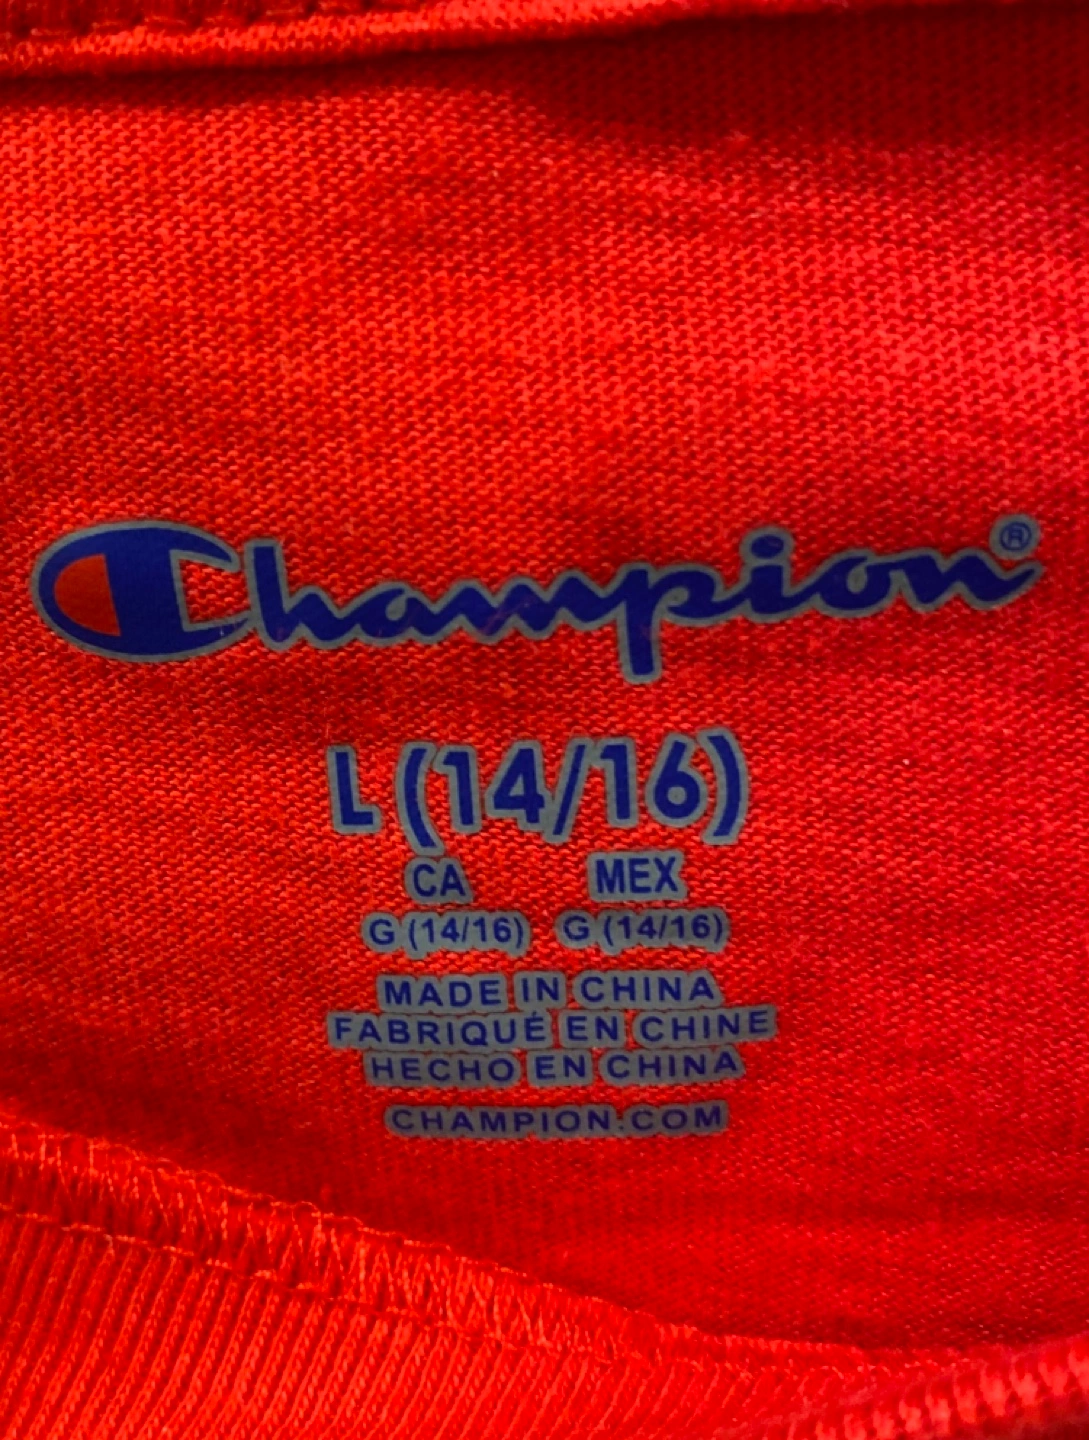 Champion®
L (14/16)
CA MEX
G (14/16) G (14/16)
MADE IN CHINA
FABRIQUÉ EN CHINE
HECHO EN CHINA
CHAMPION.COM